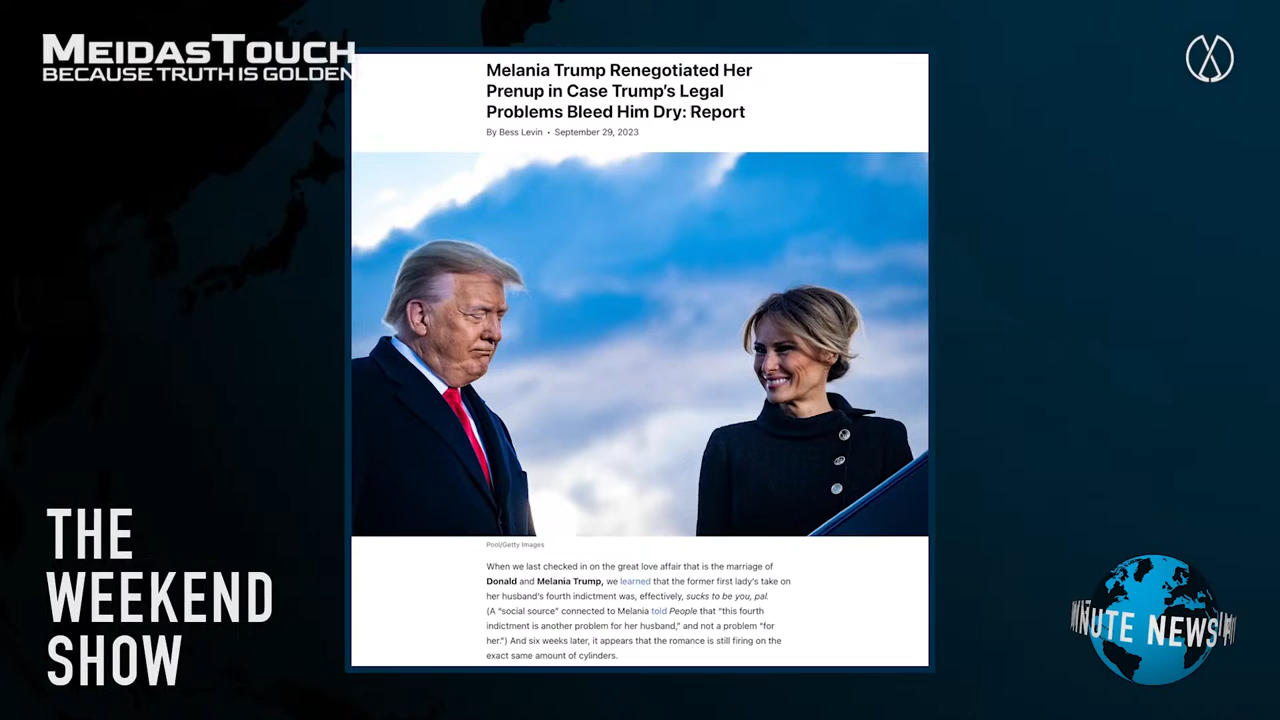 MEIDASTOUCH
BECAUSE TRUTH IS GOLDEN
Melania Trump Renegotiated Her
Prenup in Case Trump’s Legal
Problems Bleed Him Dry: Report
By Bess Levin • September 29, 2023
Pool/Getty Images
When we last checked in on the great love affair that is the marriage of
Donald and Melania Trump, we learned that the former first lady’s take on
her husband’s fourth indictment was, effectively, sucks to be you, pal.
(A “social source” connected to Melania told People that “this fourth
indictment is another problem for her husband,” and not a problem “for
her.”) And six weeks later, it appears that the romance is still firing on the
exact same amount of cylinders.
THE
WEEKEND
SHOW
MINUTE NEWS